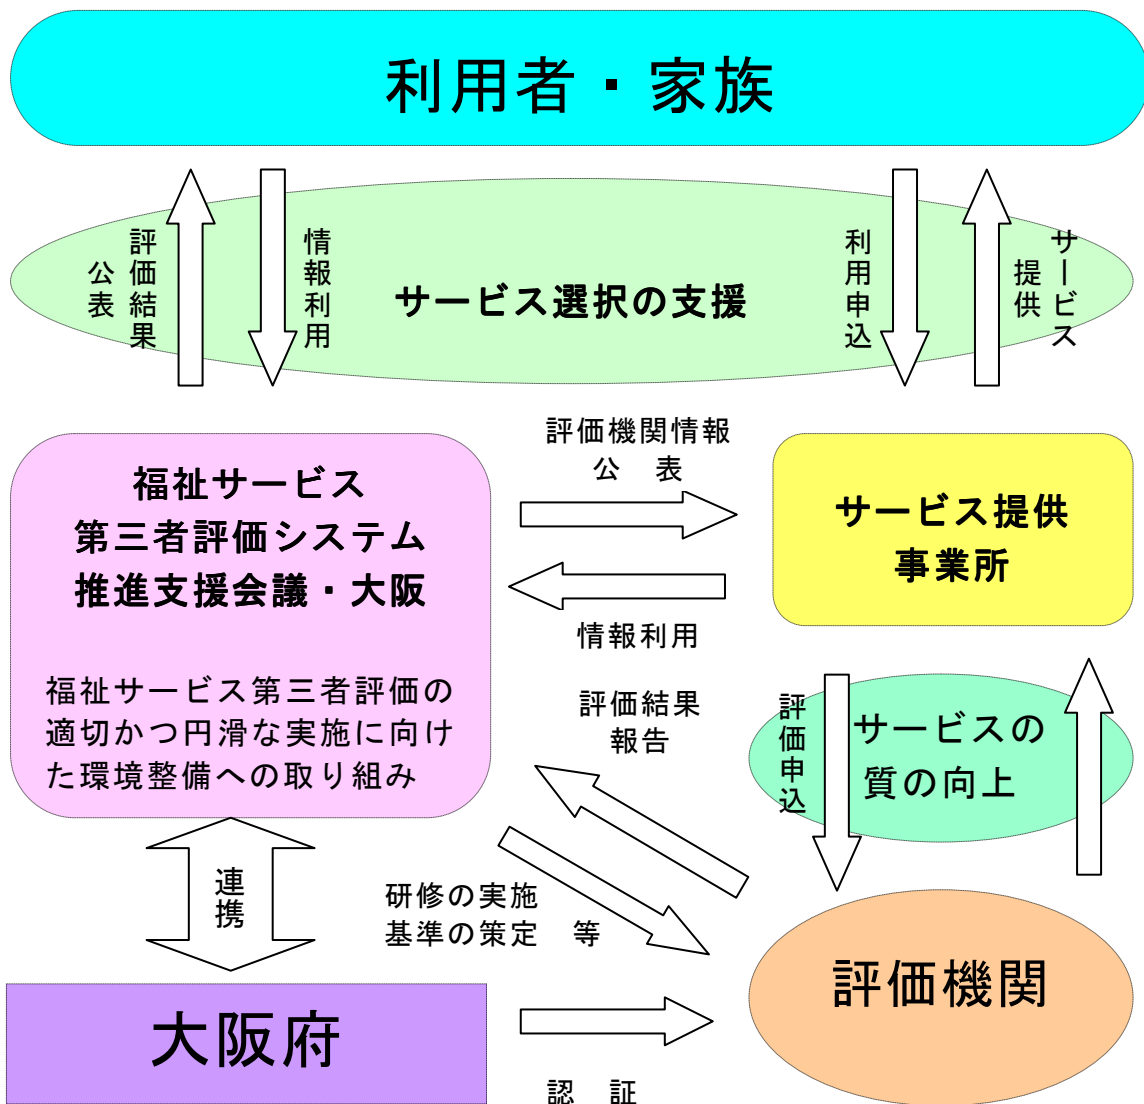 利用者・家族
評価結果
公表
情報利用
サービス選択の支援
利用申込
サービス
提供
評価機関情報
公　表
福祉サービス
第三者評価システム
推進支援会議・大阪
サービス提供
事業所
情報利用
福祉サービス第三者評価の
適切かつ円滑な実施に向け
た環境整備への取り組み
評価結果
報告
評価申込
サービスの
質の向上
連携
研修の実施
基準の策定　等
評価機関
大阪府
認　証